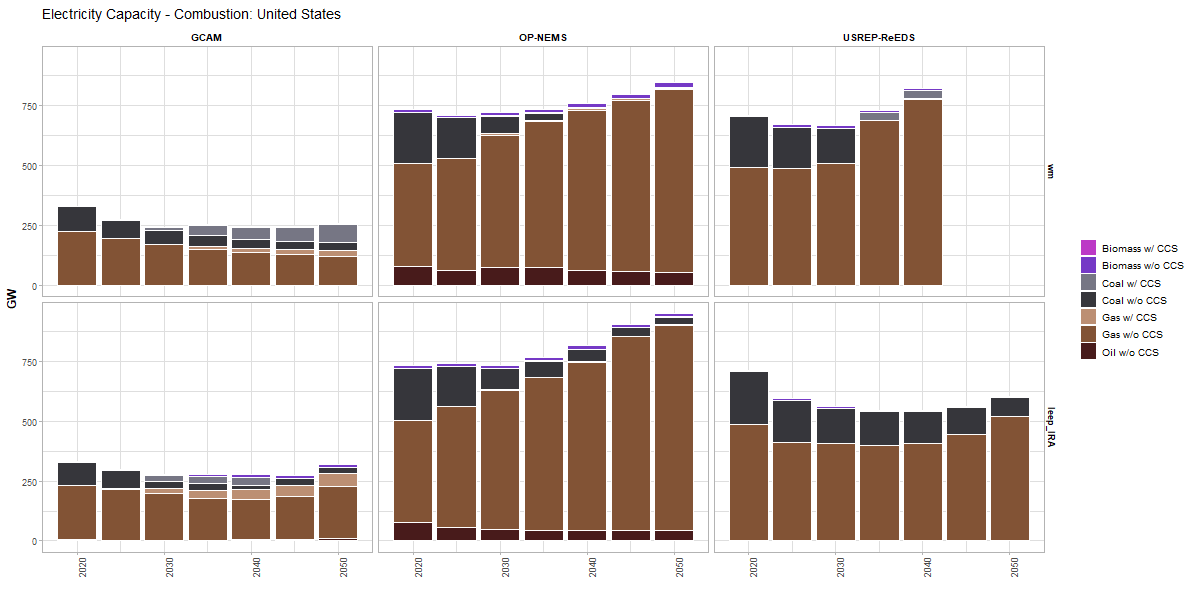 Electricity Capacity - Combustion: United States
GCAM
OP-NEMS
USREP-ReEDS
750
500
250
0
wm
750
500
250
0
leep_IRA
GW
2020
2030
2040
2050
2020
2030
2040
2050
2020
2030
2040
2050
Biomass w/ CCS
Biomass w/o CCS
Coal w/ CCS
Coal w/o CCS
Gas w/ CCS
Gas w/o CCS
Oil w/o CCS